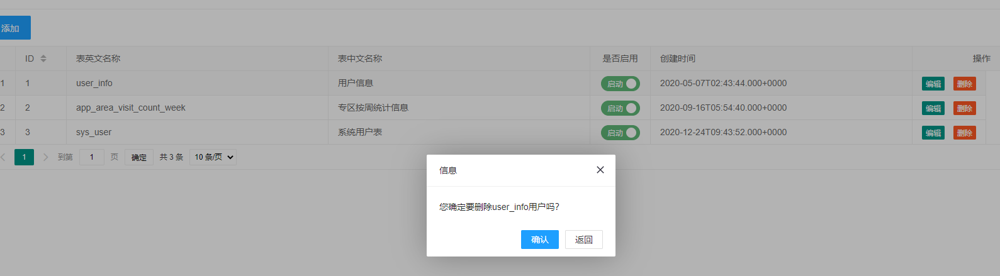 添加
ID 表英文名称 表中文名称 是否启用 创建时间 操作
1 1 user_info 用户信息 启动 2020-05-07T02:43:44.000+0000 编辑 删除
2 2 app_area_visit_count_week 专区按周统计信息 启动 2020-09-16T05:54:40.000+0000 编辑 删除
3 3 sys_user 系统用户表 启动 2020-12-24T09:43:52.000+0000 编辑 删除
1 到第 1 页 确定 共 3 条 10 条/页
信息
您确定要删除user_info用户吗?
确认 返回